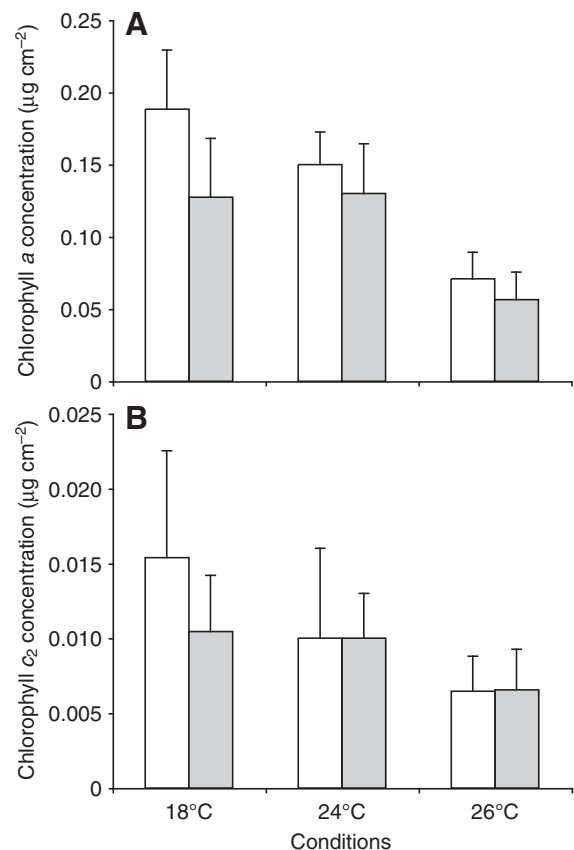 A
Chlorophyll a concentration (μg cm⁻²)
0.25
0.20
0.15
0.10
0.05
0
B
Chlorophyll c₂ concentration (μg cm⁻²)
0.025
0.020
0.015
0.010
0.005
0
18°C 24°C 26°C
Conditions